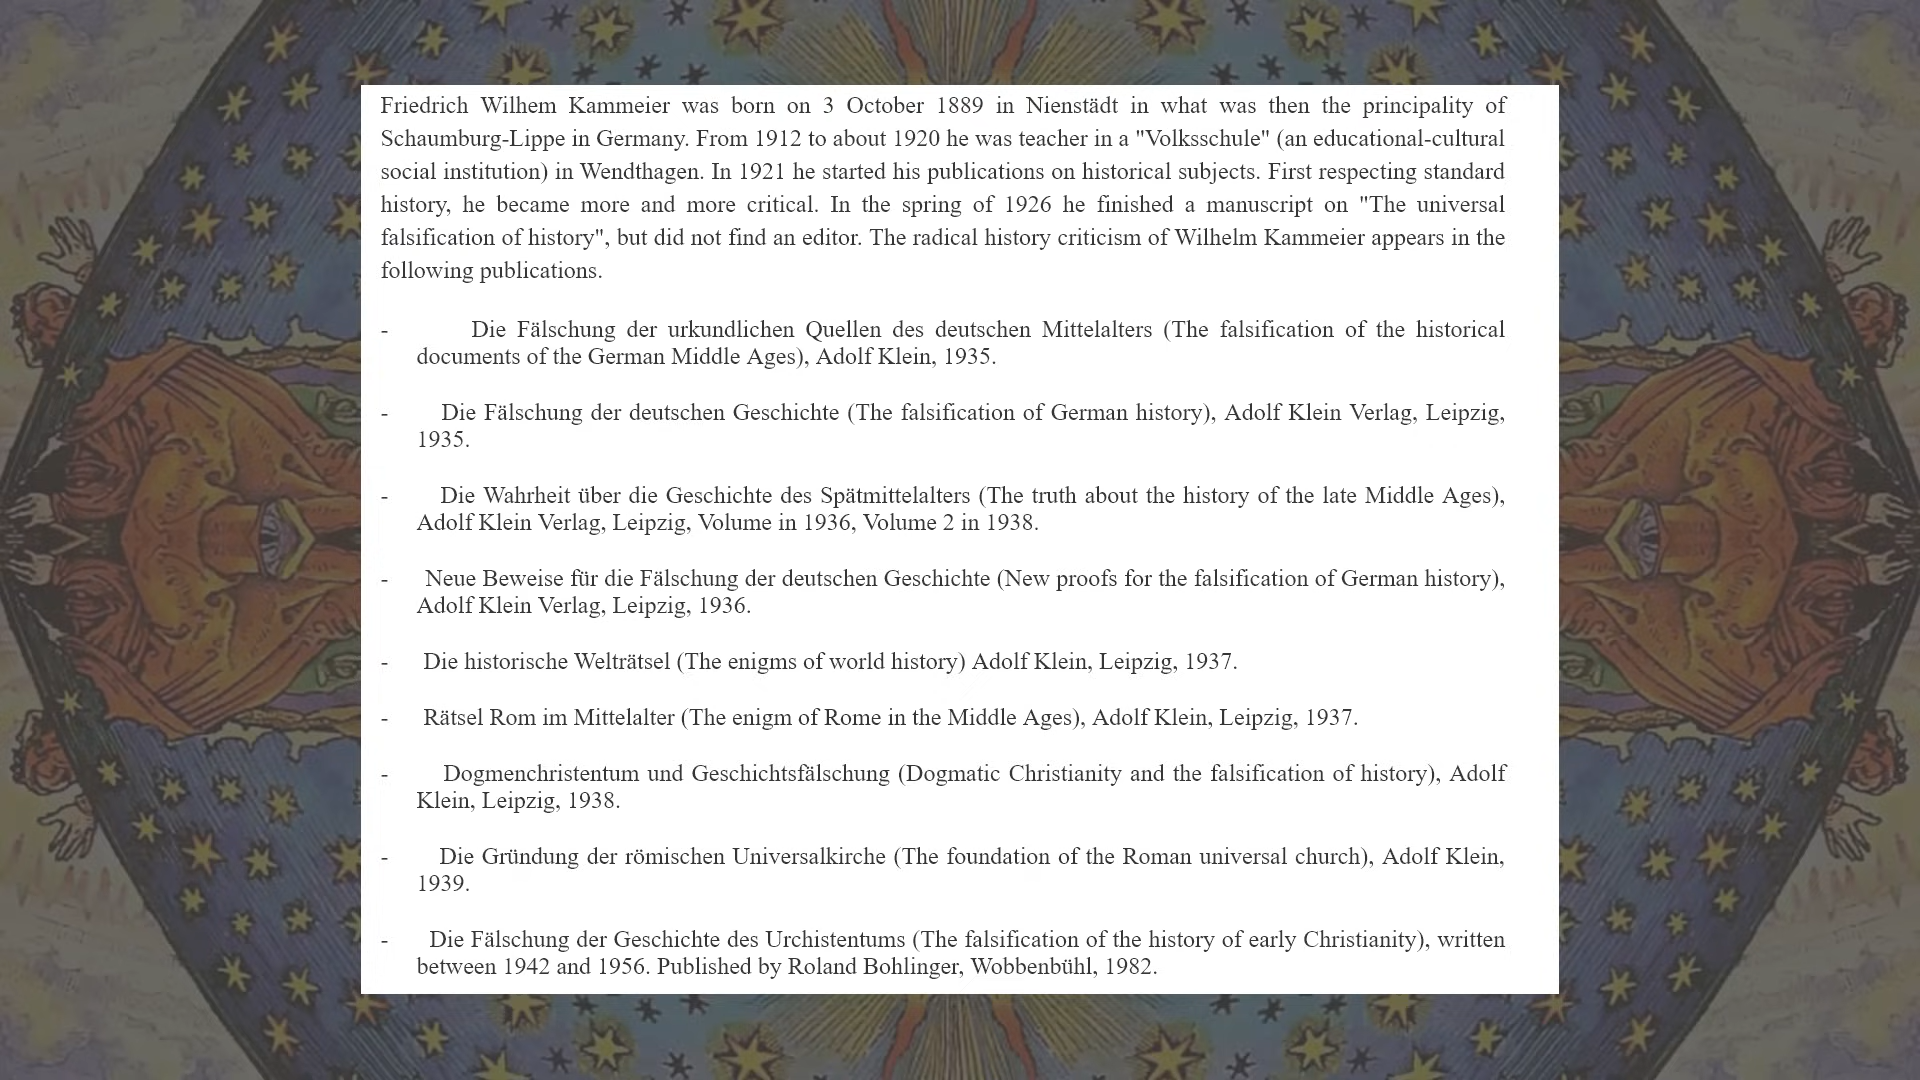 Friedrich Wilhem Kammeier was born on 3 October 1889 in Nienstädt in what was then the principality of
Schaumburg-Lippe in Germany. From 1912 to about 1920 he was teacher in a "Volksschule" (an educational-cultural
social institution) in Wendthagen. In 1921 he started his publications on historical subjects. First respecting standard
history, he became more and more critical. In the spring of 1926 he finished a manuscript on "The universal
falsification of history", but did not find an editor. The radical history criticism of Wilhelm Kammeier appears in the
following publications.
- Die Fälschung der urkundlichen Quellen des deutschen Mittelalters (The falsification of the historical
documents of the German Middle Ages), Adolf Klein, 1935.
- Die Fälschung der deutschen Geschichte (The falsification of German history), Adolf Klein Verlag, Leipzig,
1935.
- Die Wahrheit über die Geschichte des Spätmittelalters (The truth about the history of the late Middle Ages),
Adolf Klein Verlag, Leipzig, Volume in 1936, Volume 2 in 1938.
- Neue Beweise für die Fälschung der deutschen Geschichte (New proofs for the falsification of German history),
Adolf Klein Verlag, Leipzig, 1936.
- Die historische Welträtsel (The enigms of world history) Adolf Klein, Leipzig, 1937.
- Rätsel Rom im Mittelalter (The enigm of Rome in the Middle Ages), Adolf Klein, Leipzig, 1937.
- Dogmenchristentum und Geschichtsfälschung (Dogmatic Christianity and the falsification of history), Adolf
Klein, Leipzig, 1938.
- Die Gründung der römischen Universalkirche (The foundation of the Roman universal church), Adolf Klein,
1939.
- Die Fälschung der Geschichte des Urchistentums (The falsification of the history of early Christianity), written
between 1942 and 1956. Published by Roland Bohlinger, Wobbenbühl, 1982.